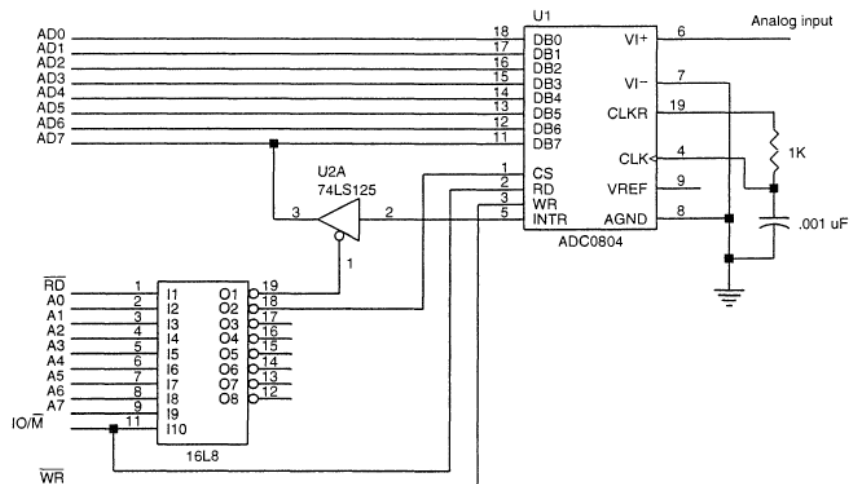 U1
Analog input
AD0 18 DB0 VI+ 6
AD1 17 DB1
AD2 16 DB2
AD3 15 DB3 VI− 7
AD4 14 DB4
AD5 13 DB5 CLKR 19
AD6 12 DB6
AD7 11 DB7 1K
CLK 4
U2A
74LS125
1 CS
2 RD VREF 9
3 WR
3 2 5 INTR AGND 8 .001 uF
1 ADC0804
RD 1 I1 O1 19
A0 2 I2 O2 18
A1 3 I3 O3 17
A2 4 I4 O4 16
A3 5 I5 O5 15
A4 6 I6 O6 14
A5 7 I7 O7 13
A6 8 I8 O8 12
A7 9 I9
IO/M 11 I10
16L8
WR